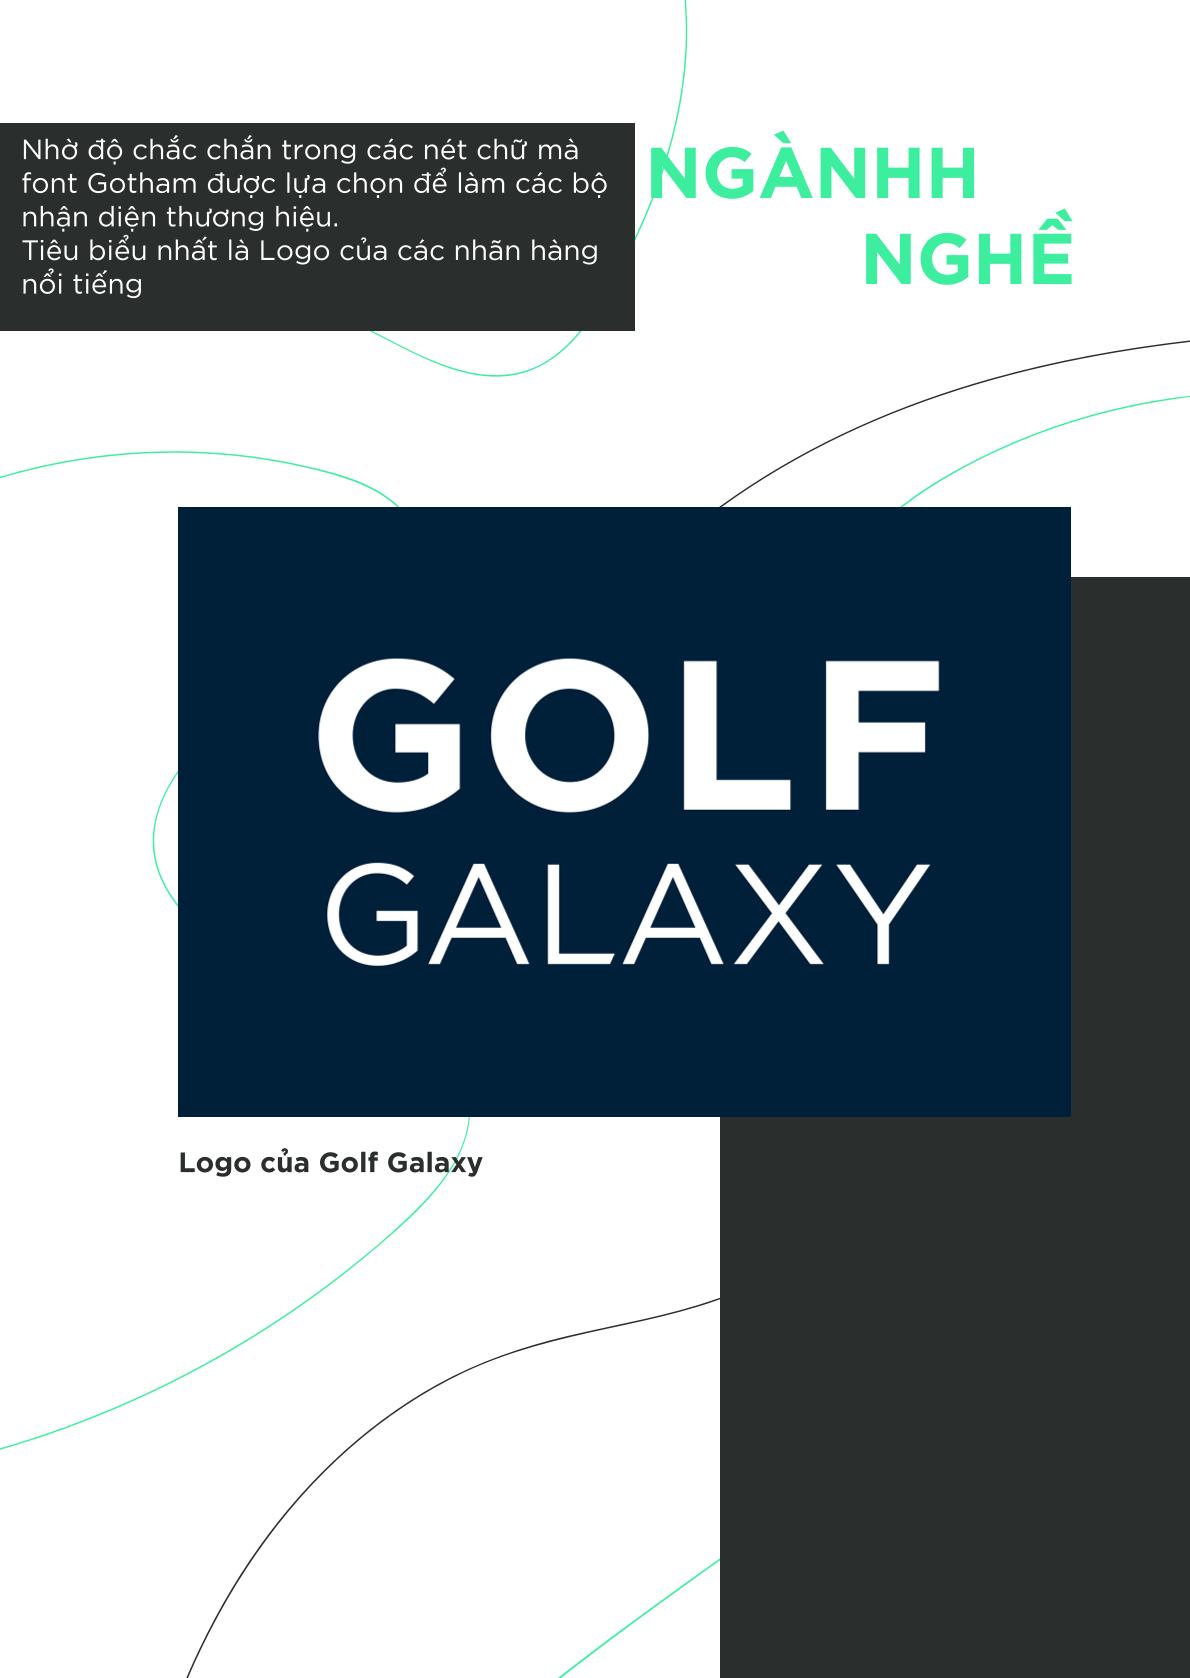 Nhờ độ chắc chắn trong các nét chữ mà
font Gotham được lựa chọn để làm các bộ
nhận diện thương hiệu.
Tiêu biểu nhất là Logo của các nhãn hàng
nổi tiếng
NGÀNHH
NGHỀ
GOLF
GALAXY
Logo của Golf Galaxy